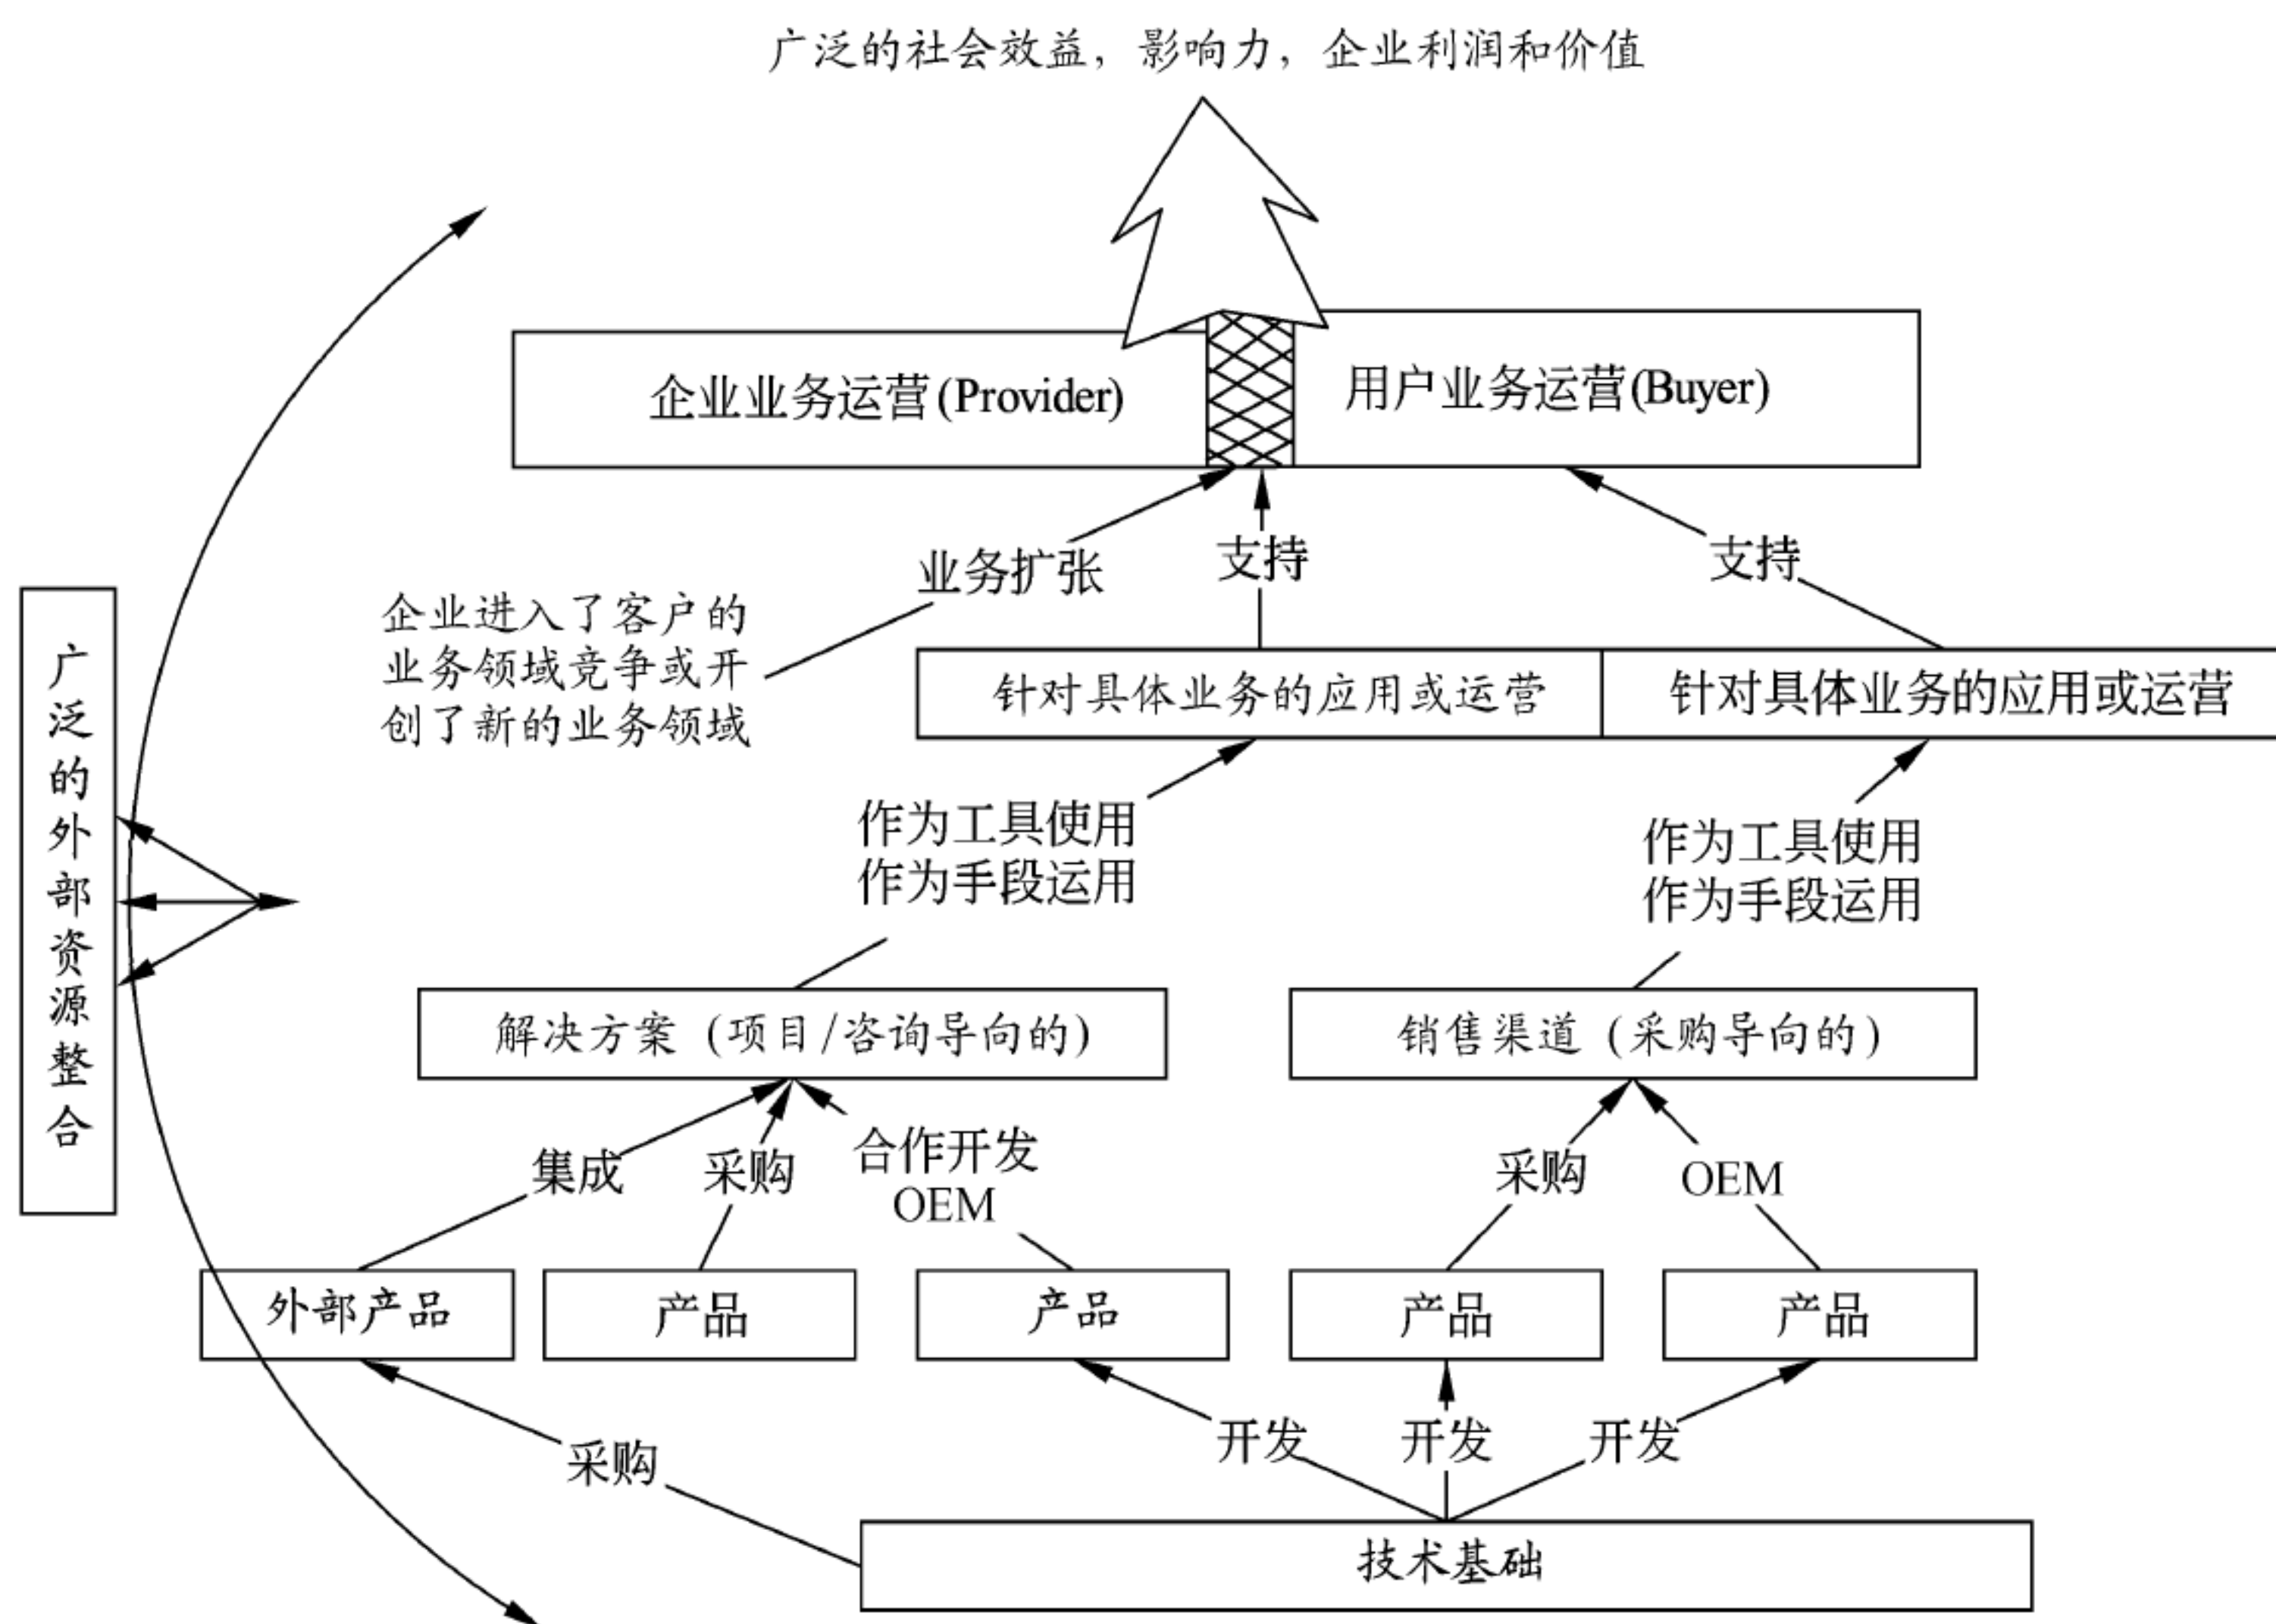 广泛的社会效益，影响力，企业利润和价值
企业业务运营(Provider)
用户业务运营(Buyer)
业务扩张
支持
支持
企业进入了客户的
业务领域竞争或开
创了新的业务领域
广泛的外部资源整合
针对具体业务的应用或运营
针对具体业务的应用或运营
作为工具使用
作为手段运用
作为工具使用
作为手段运用
解决方案（项目/咨询导向的）
销售渠道（采购导向的）
集成
采购
合作开发
OEM
采购
OEM
外部产品
产品
产品
产品
产品
采购
开发
开发
开发
技术基础